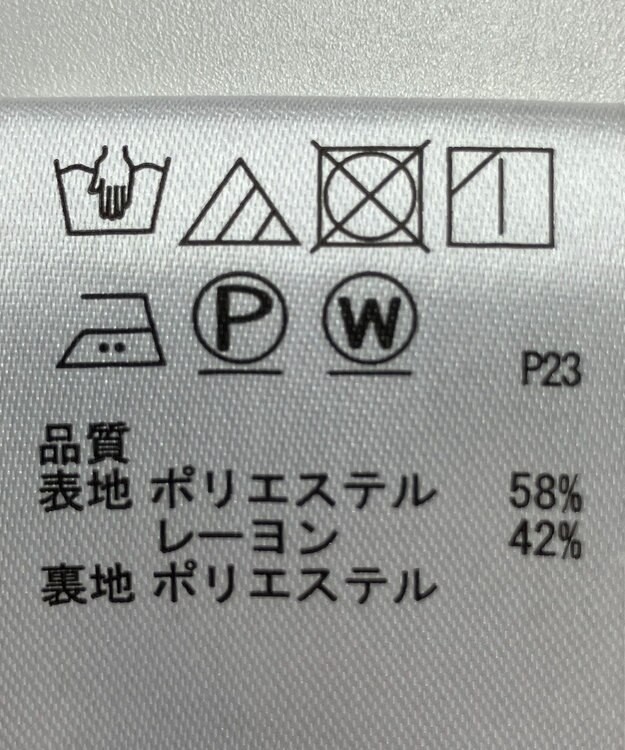 P W
P23
品質
表地 ポリエステル 58%
レーヨン 42%
裏地 ポリエステル